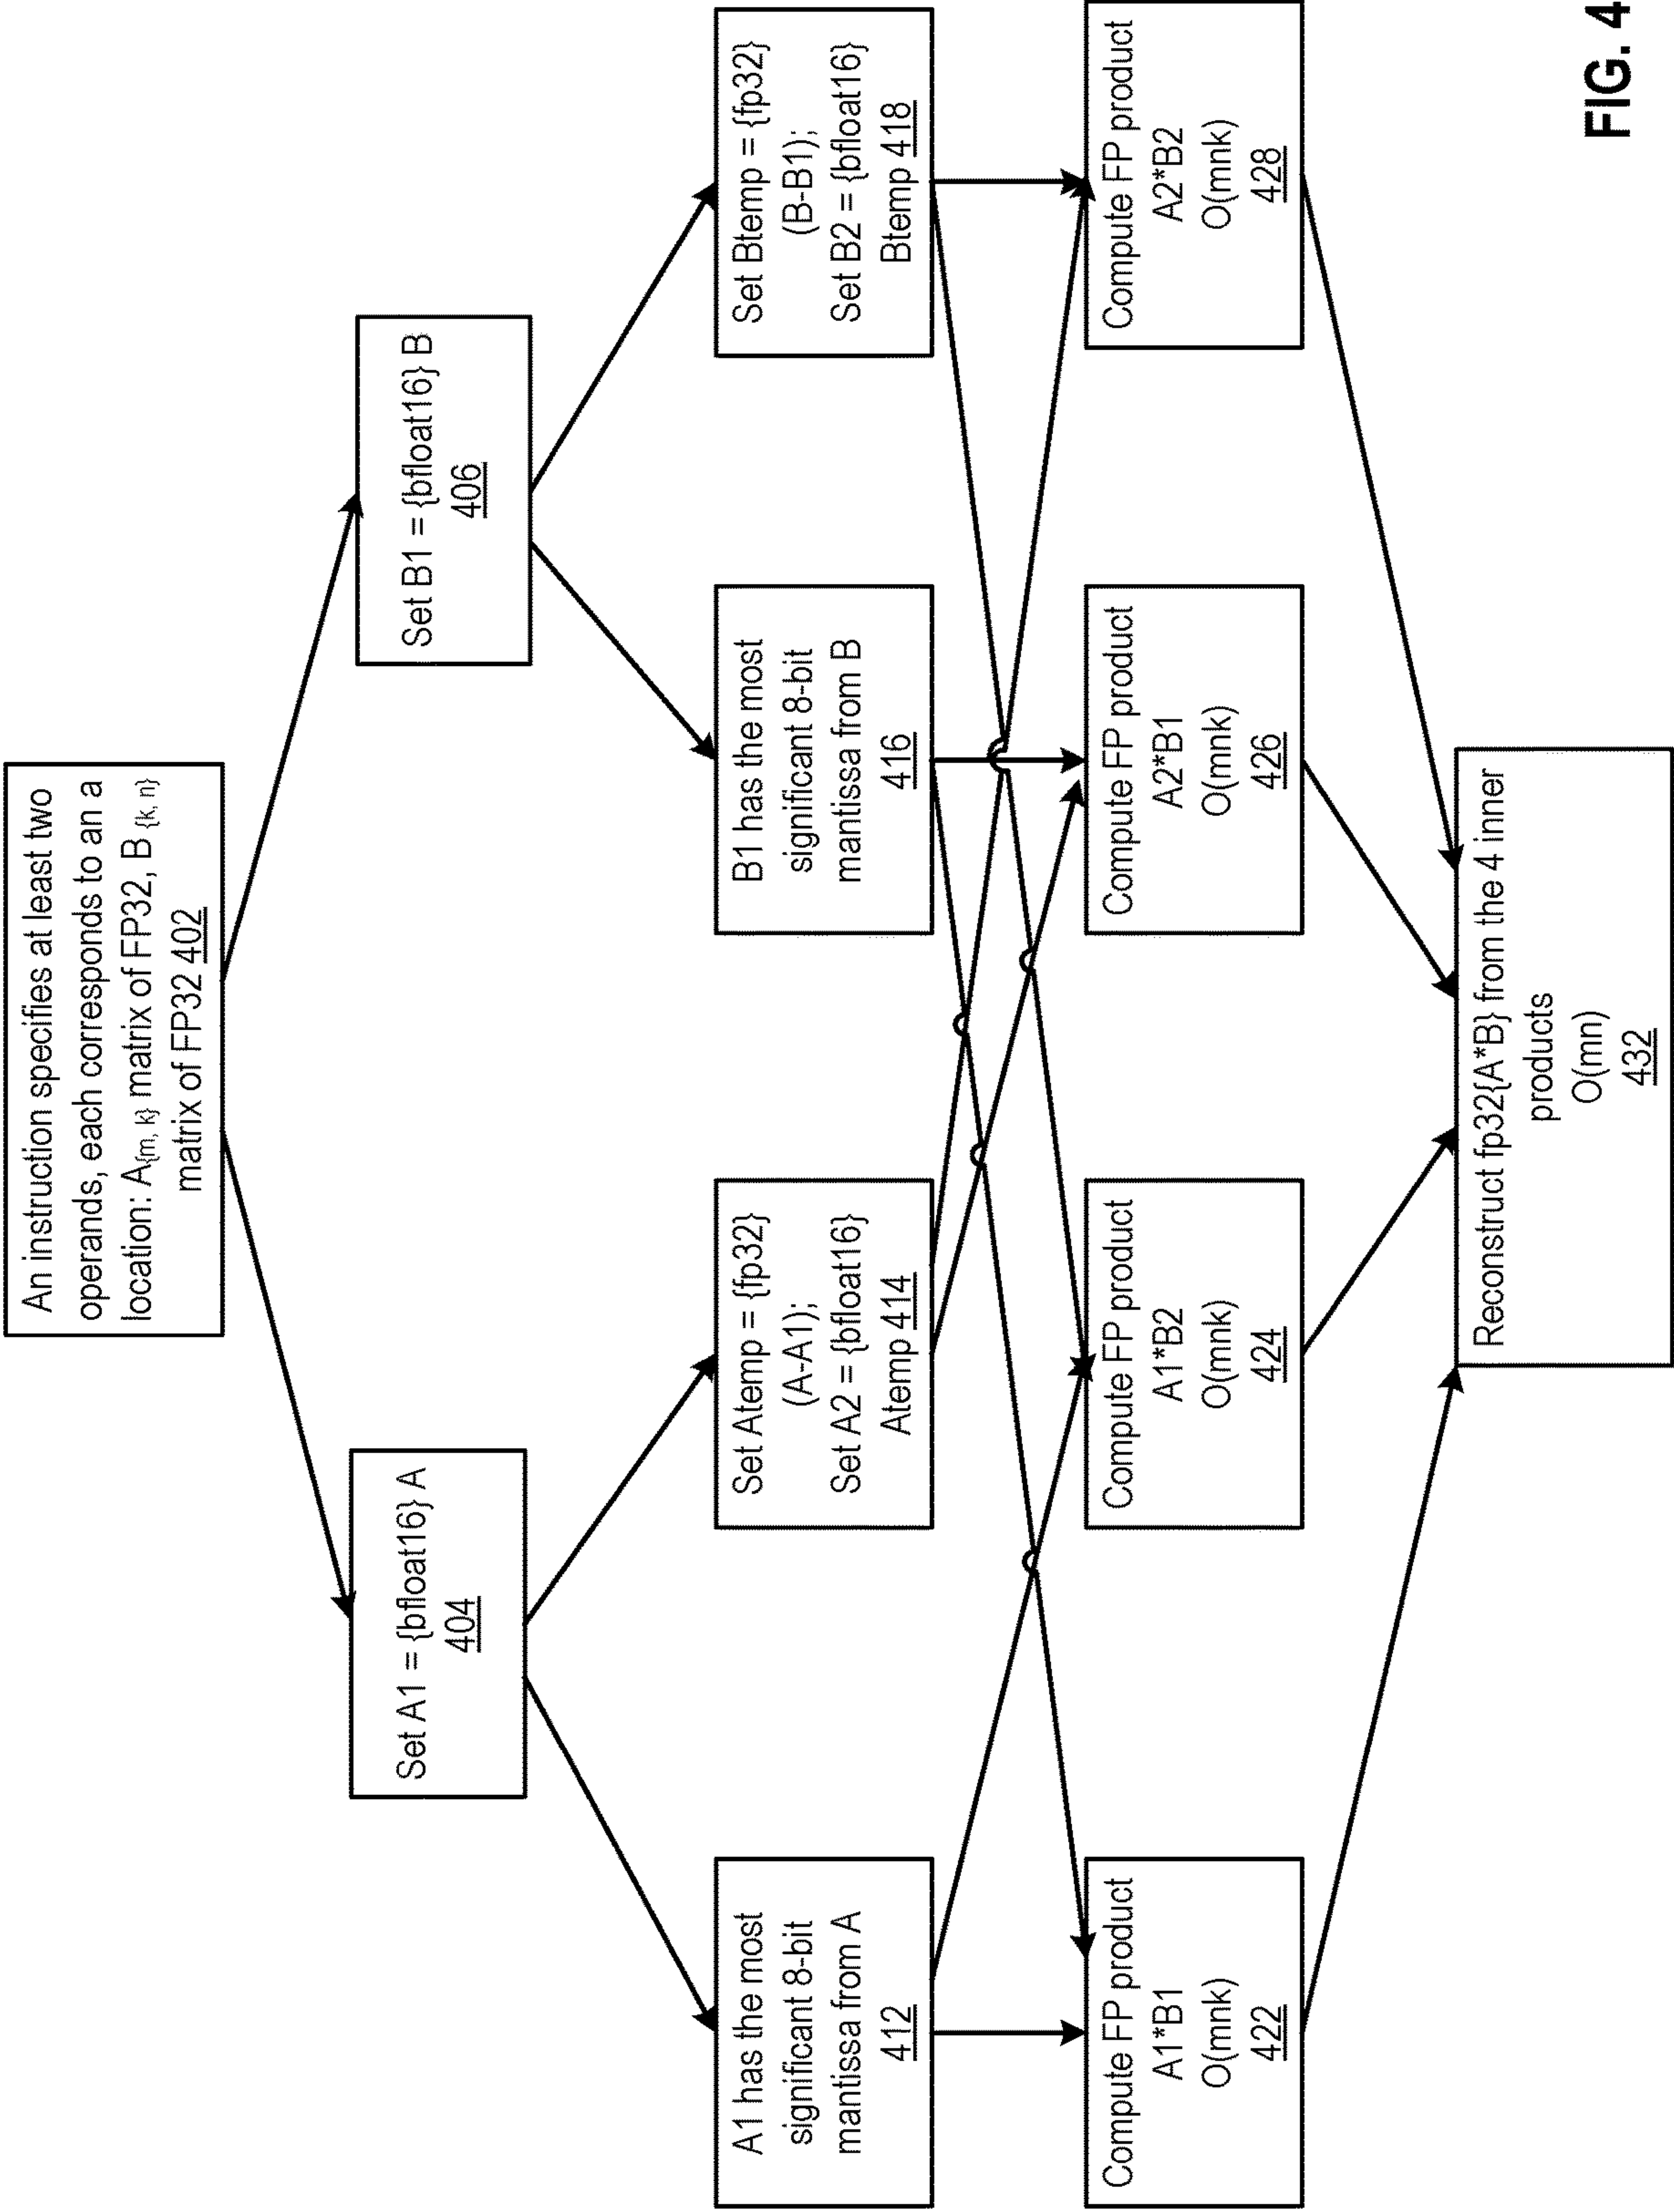 An instruction specifies at least two
operands, each corresponds to an a
location: A{m, k} matrix of FP32, B {k, n}
matrix of FP32 402
Set A1 = {bfloat16} A
404
Set B1 = {bfloat16} B
406
A1 has the most
significant 8-bit
mantissa from A
412
Set Atemp = {fp32}
(A-A1);
Set A2 = {bfloat16}
Atemp 414
B1 has the most
significant 8-bit
mantissa from B
416
Set Btemp = {fp32}
(B-B1);
Set B2 = {bfloat16}
Btemp 418
Compute FP product
A1*B1
O(mnk)
422
Compute FP product
A1*B2
O(mnk)
424
Compute FP product
A2*B1
O(mnk)
426
Compute FP product
A2*B2
O(mnk)
428
Reconstruct fp32{A*B} from the 4 inner
products
O(mn)
432
FIG. 4